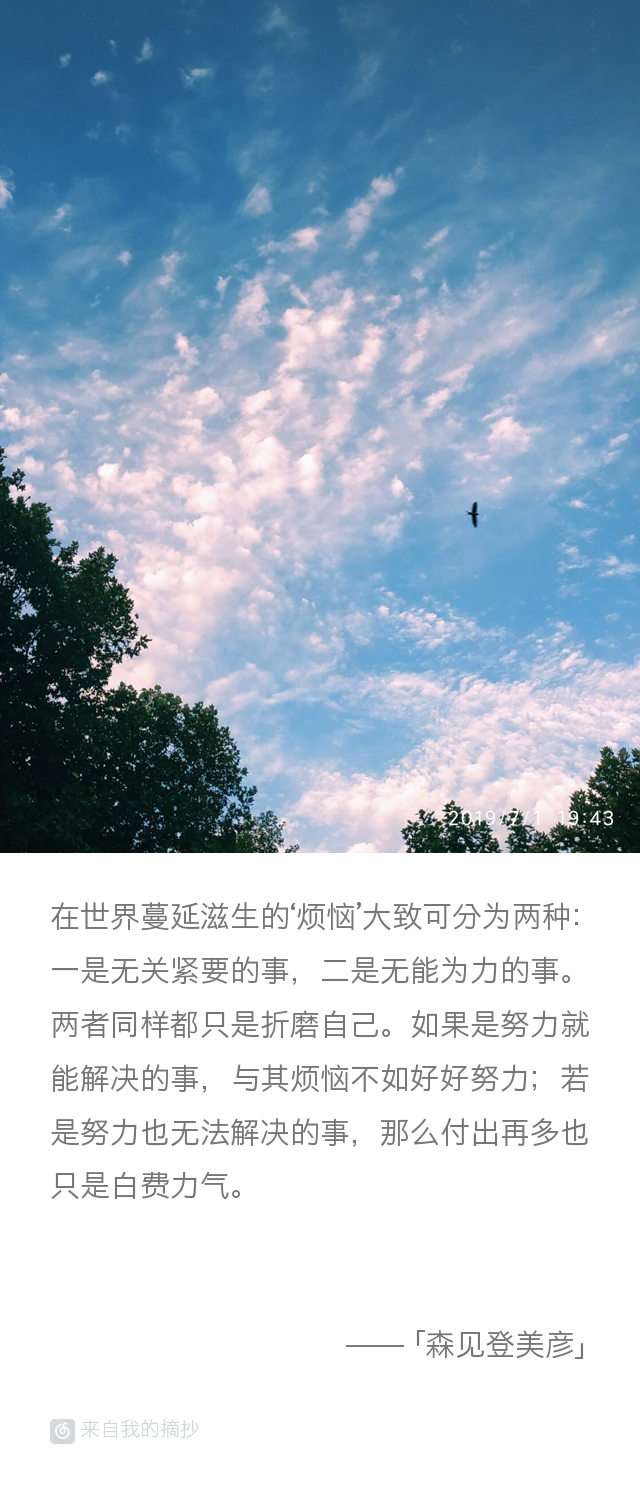 2019/7/1 19:43
在世界蔓延滋生的‘烦恼’大致可分为两种：
一是无关紧要的事，二是无能为力的事。
两者同样都只是折磨自己。如果是努力就
能解决的事，与其烦恼不如好好努力；若
是努力也无法解决的事，那么付出再多也
只是白费力气。
——「森见登美彦」
来自我的摘抄